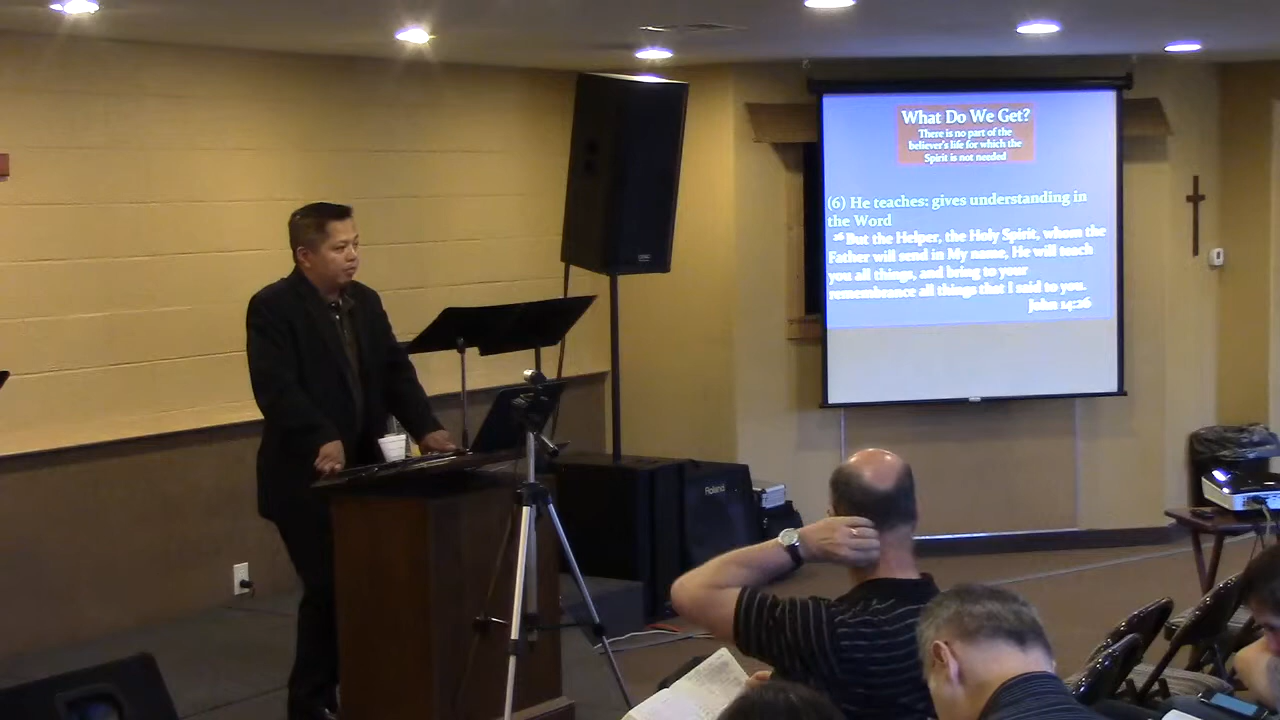 What Do We Get?
There is no part of the
believer's life for which the
Spirit is not needed
(6) He teaches: gives understanding in
the Word
26 But the Helper, the Holy Spirit, whom the
Father will send in My name, He will teach
you all things, and bring to your
remembrance all things that I said to you.
John 14:26
Roland